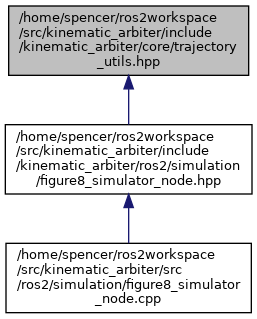 /home/spencer/ros2workspace
/src/kinematic_arbiter/include
/kinematic_arbiter/core/trajectory
_utils.hpp
/home/spencer/ros2workspace
/src/kinematic_arbiter/include
/kinematic_arbiter/ros2/simulation
/figure8_simulator_node.hpp
/home/spencer/ros2workspace
/src/kinematic_arbiter/src
/ros2/simulation/figure8_simulator
_node.cpp